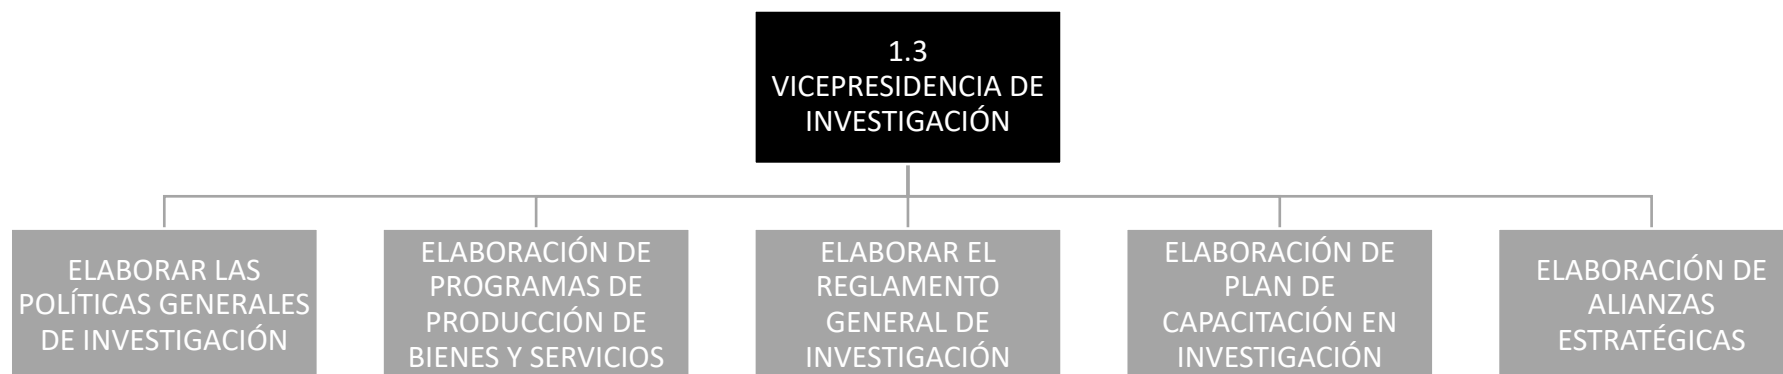 1.3
VICEPRESIDENCIA DE
INVESTIGACIÓN
ELABORAR LAS
POLÍTICAS GENERALES
DE INVESTIGACIÓN
ELABORACIÓN DE
PROGRAMAS DE
PRODUCCIÓN DE
BIENES Y SERVICIOS
ELABORAR EL
REGLAMENTO
GENERAL DE
INVESTIGACIÓN
ELABORACIÓN DE
PLAN DE
CAPACITACIÓN EN
INVESTIGACIÓN
ELABORACIÓN DE
ALIANZAS
ESTRATÉGICAS